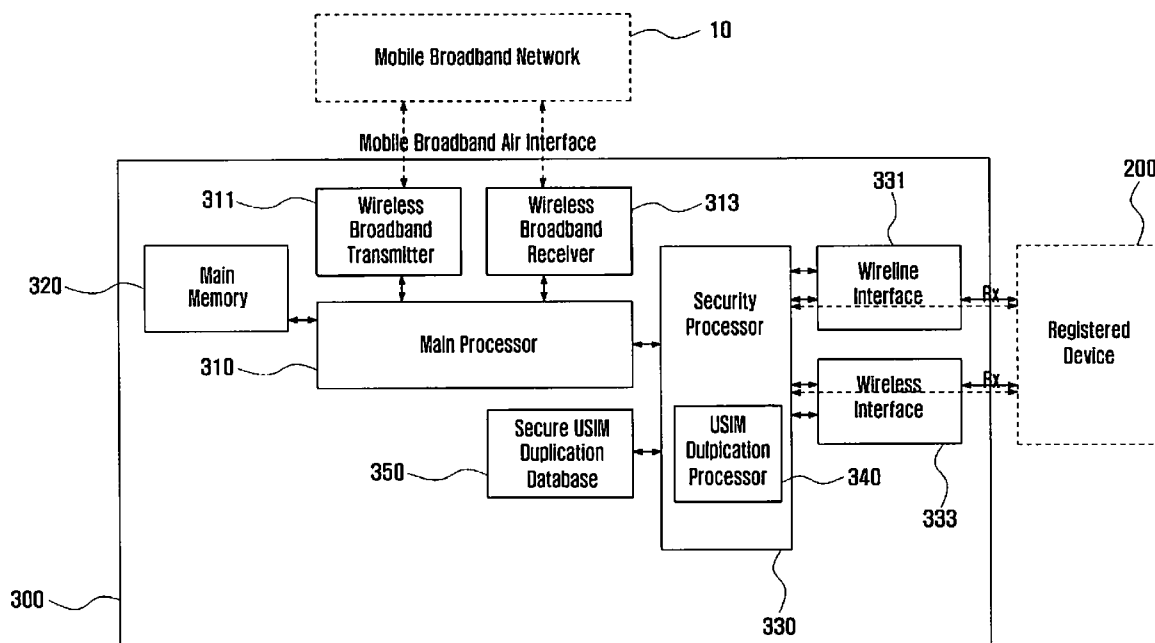 10
Mobile Broadband Network
Mobile Broadband Air Interface
311
Wireless
Broadband
Transmitter
Wireless
Broadband
Receiver
313
331
200
320
Main
Memory
Security
Processor
Wireline
Interface
Rx
Registered
Device
310
Main Processor
Wireless
Interface
Rx
350
Secure USIM
Duplication
Database
USIM
Dulpication
Processor
340
333
300
330